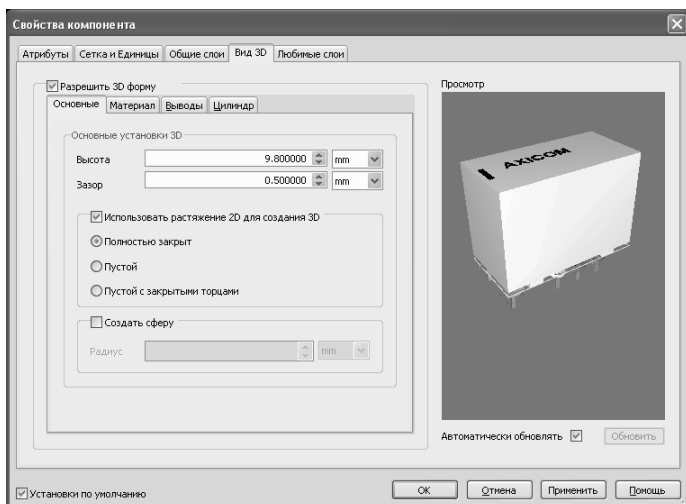 Свойства компонента
Атрибуты Сетка и Единицы Общие слои Вид 3D Любимые слои
Разрешить 3D форму
Просмотр
Основные Материал Выводы Цилиндр
Основные установки 3D
Высота 9.800000 mm
Зазор 0.500000 mm
Использовать растяжение 2D для создания 3D
Полностью закрыт
Пустой
Пустой с закрытыми торцами
Создать сферу
Радиус mm
AXICOM
Автоматически обновлять Обновить
Установки по умолчанию
OK Отмена Применить Помощь